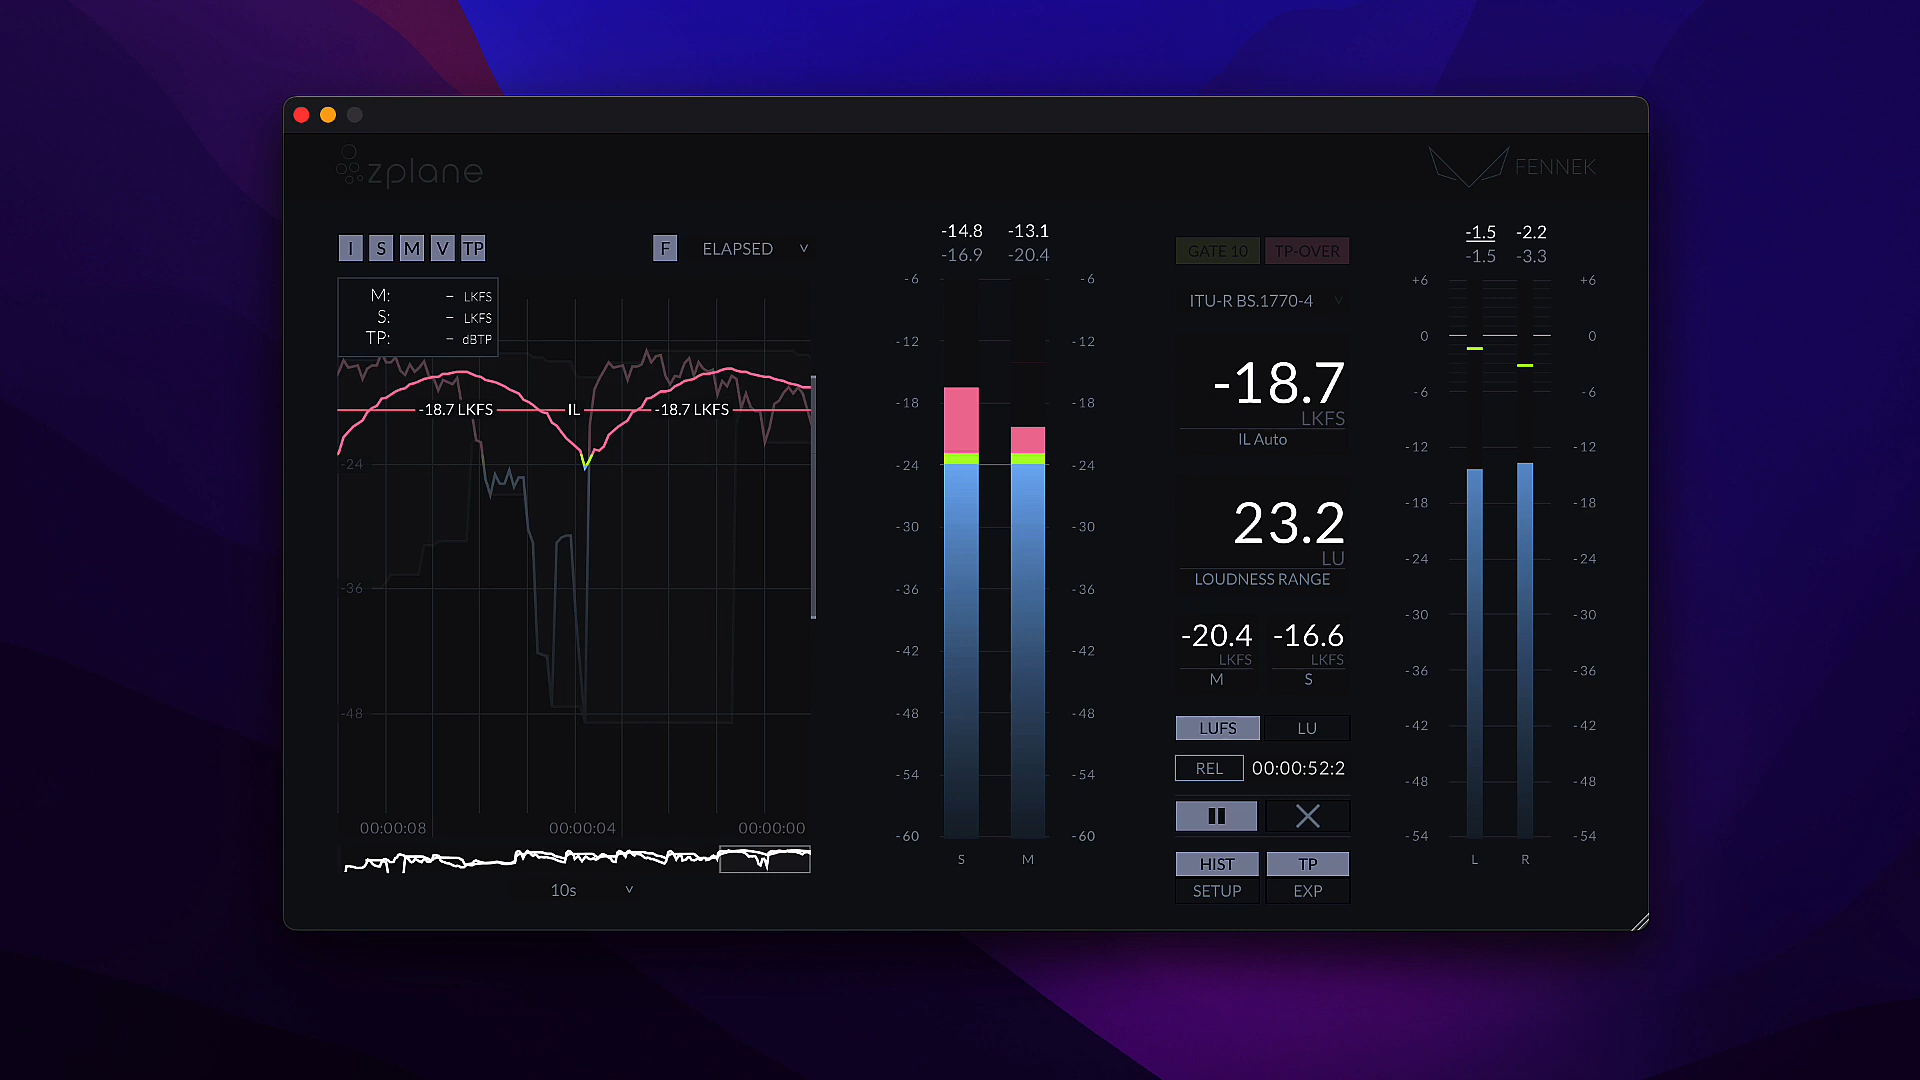 zplane
FENNEK
I S M V TP
F ELAPSED
M: – LKFS
S: – LKFS
TP: – dBTP
-18.7 LKFS IL -18.7 LKFS
-24
-36
-48
00:00:08 00:00:04 00:00:00
10s
-14.8 -13.1
-16.9 -20.4
-6 -6
-12 -12
-18 -18
-24 -24
-30 -30
-36 -36
-42 -42
-48 -48
-54 -54
-60 -60
S M
GATE 10 TP-OVER
ITU-R BS.1770-4
-18.7
LKFS
IL Auto
23.2
LU
LOUDNESS RANGE
-20.4 -16.6
LKFS LKFS
M S
LUFS LU
REL 00:00:52:2
HIST TP
SETUP EXP
-1.5 -2.2
-1.5 -3.3
+6 +6
0 0
-6 -6
-12 -12
-18 -18
-24 -24
-30 -30
-36 -36
-42 -42
-48 -48
-54 -54
L R